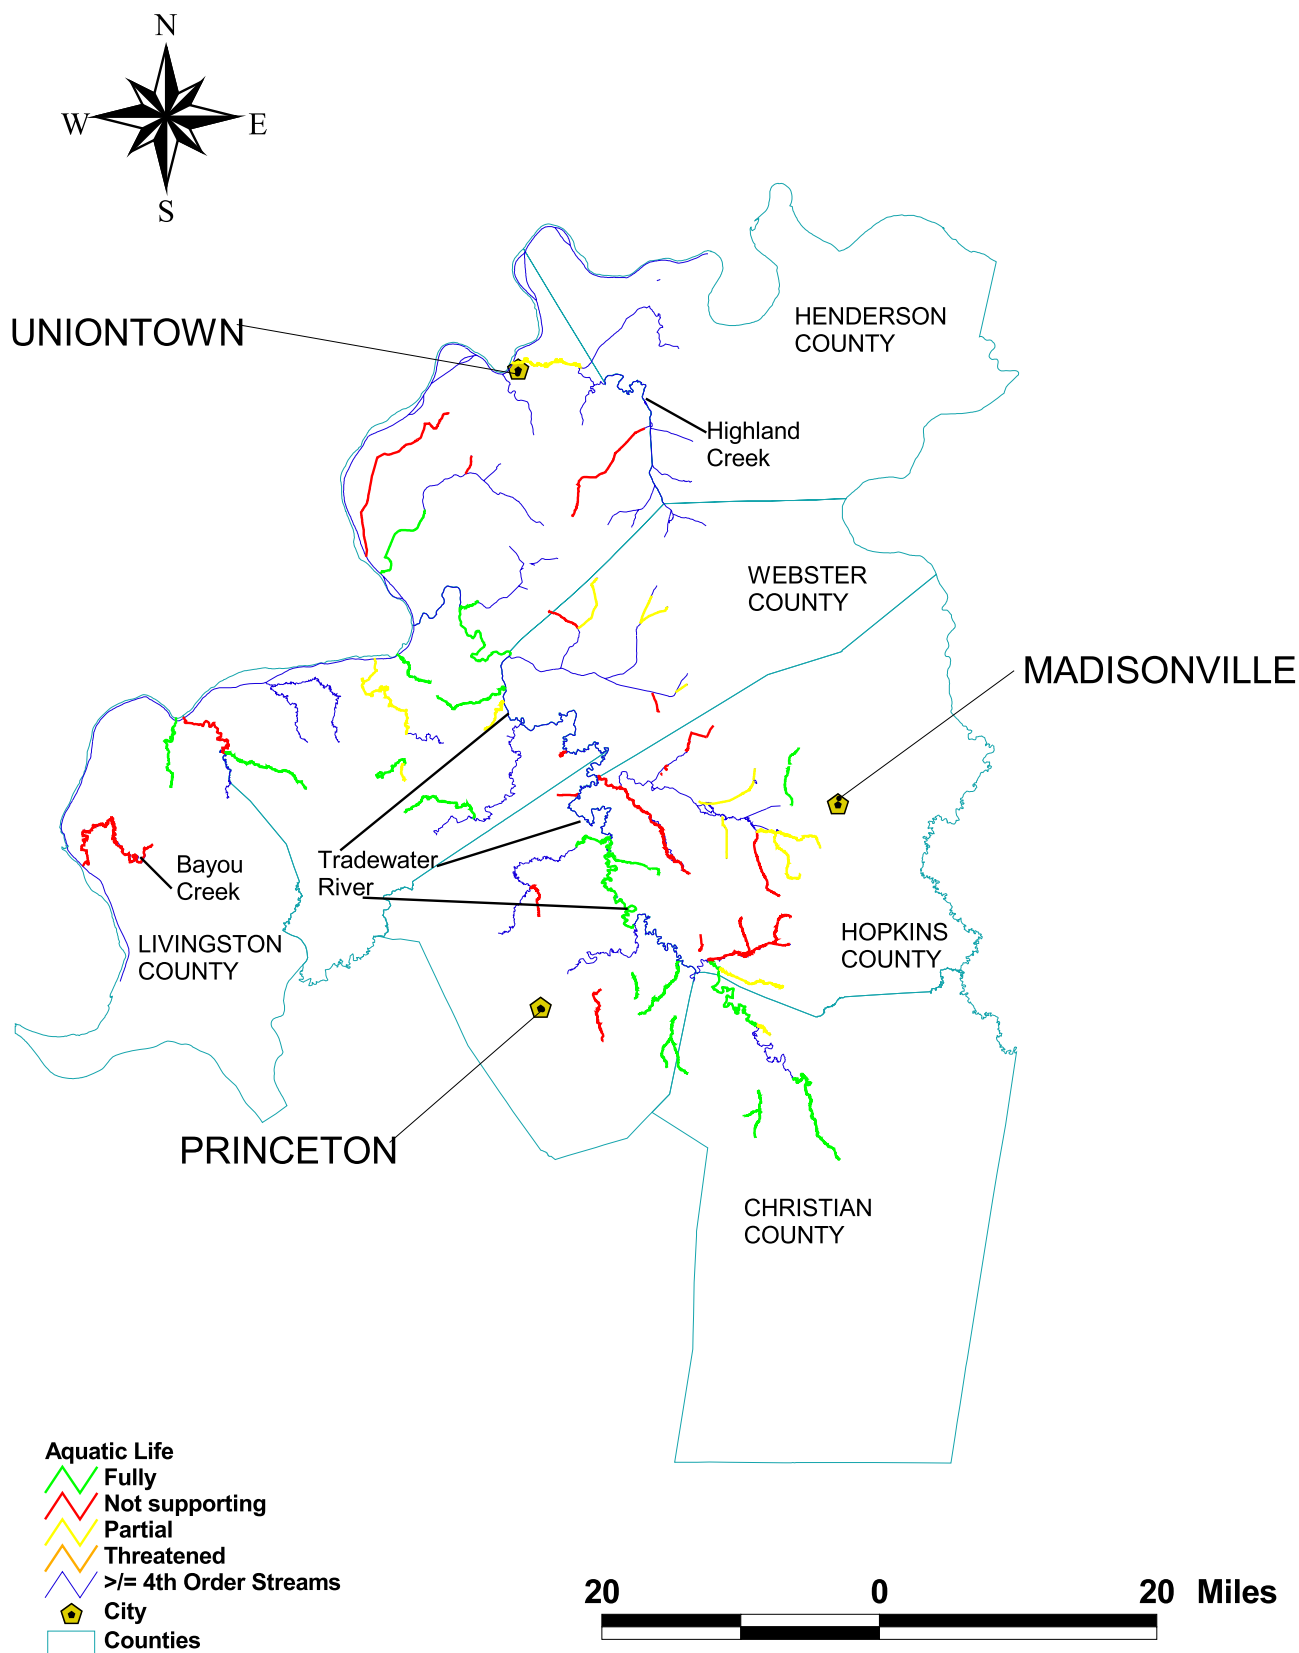 N
W
E
S
UNIONTOWN
HENDERSON
COUNTY
Highland
Creek
WEBSTER
COUNTY
MADISONVILLE
Bayou
Creek
Tradewater
River
LIVINGSTON
COUNTY
HOPKINS
COUNTY
PRINCETON
CHRISTIAN
COUNTY
Aquatic Life
Fully
Not supporting
Partial
Threatened
>/= 4th Order Streams
City
Counties
20 0 20 Miles